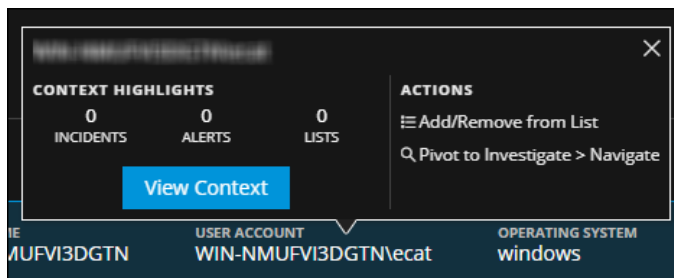 CONTEXT HIGHLIGHTS
0 0 0
INCIDENTS ALERTS LISTS
View Context
ACTIONS
Add/Remove from List
Pivot to Investigate > Navigate
USER ACCOUNT OPERATING SYSTEM
MUFVI3DGTN WIN-NMUFVI3DGTN\ecat windows